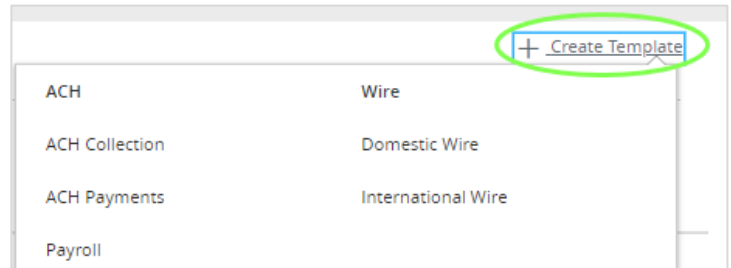 + Create Template
ACH
Wire
ACH Collection
Domestic Wire
ACH Payments
International Wire
Payroll